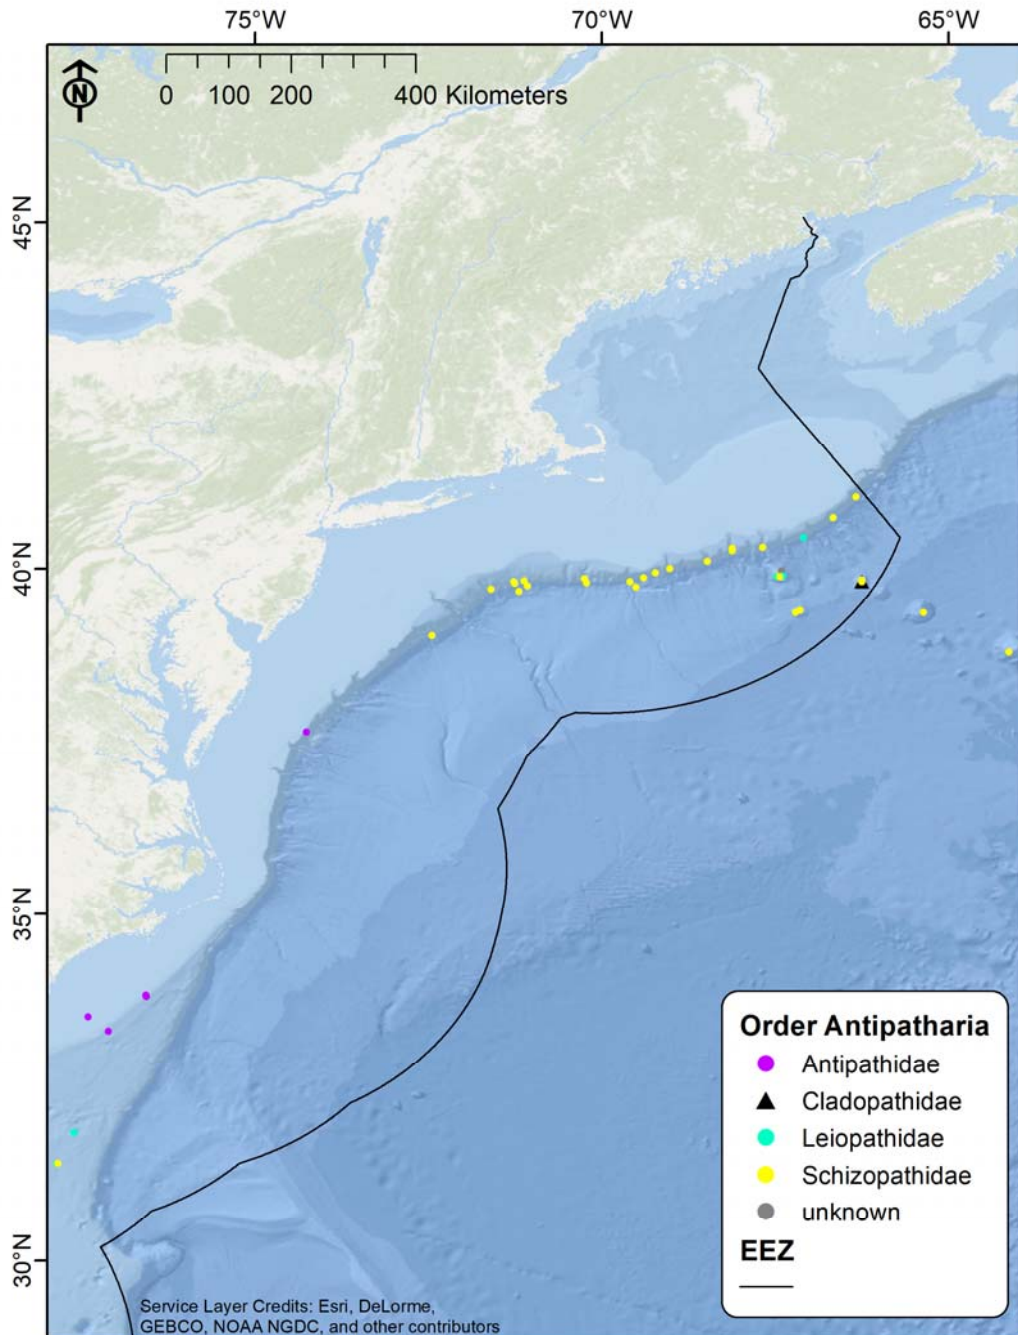 75°W 70°W 65°W
N
0 100 200 400 Kilometers
45°N
40°N
35°N
30°N
Order Antipatharia
Antipathidae
Cladopathidae
Leiopathidae
Schizopathidae
unknown
EEZ
Service Layer Credits: Esri, DeLorme,
GEBCO, NOAA NGDC, and other contributors